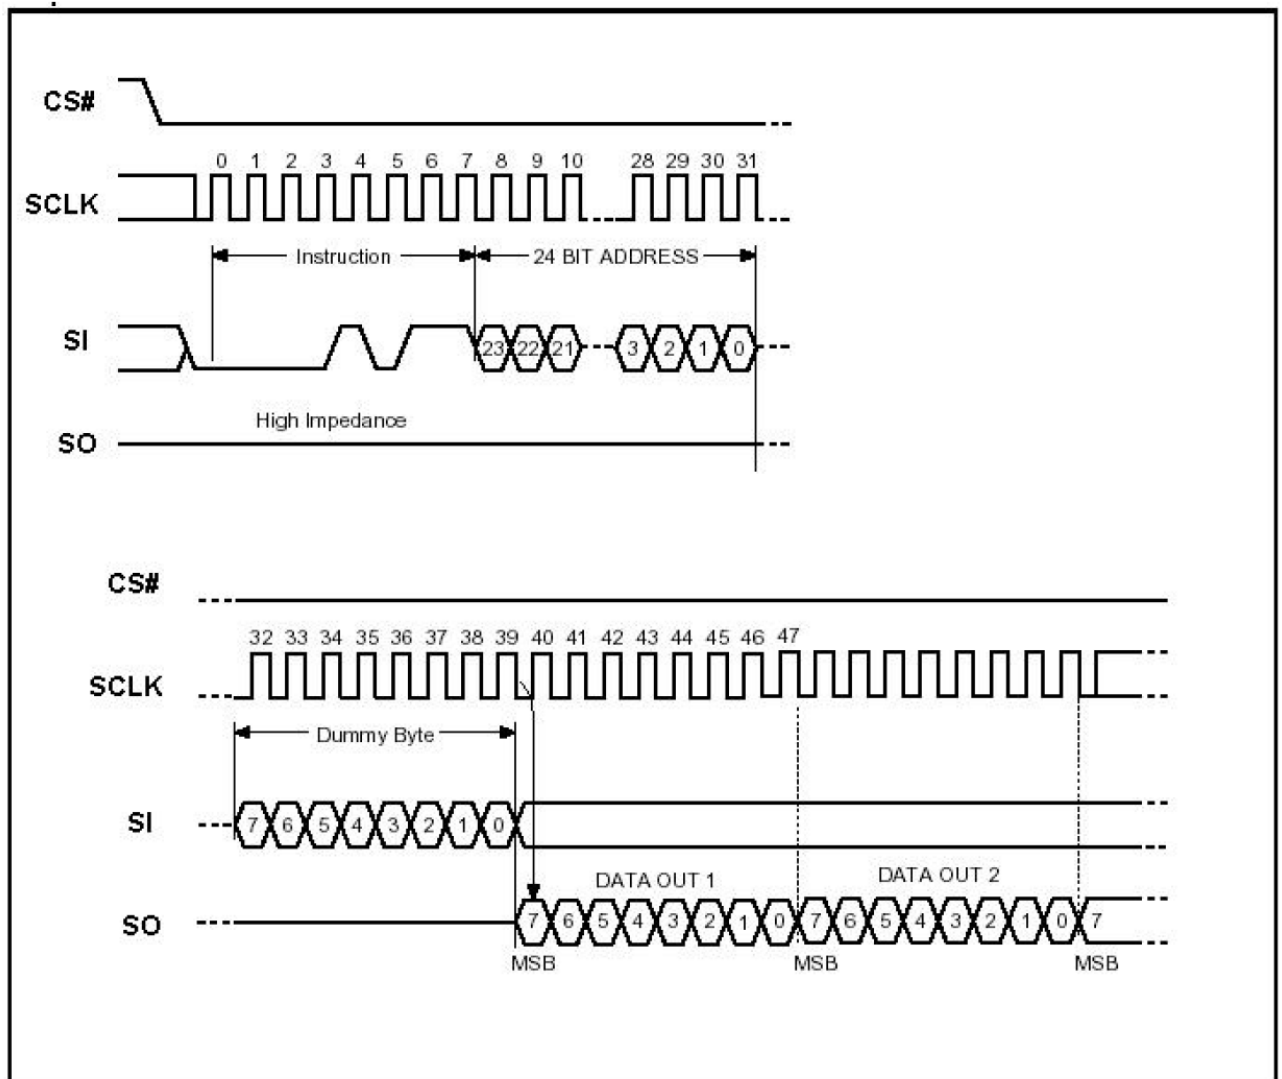 CS#
0 1 2 3 4 5 6 7 8 9 10 28 29 30 31
SCLK
Instruction 24 BIT ADDRESS
SI 23 22 21 3 2 1 0
High Impedance
SO
CS#
32 33 34 35 36 37 38 39 40 41 42 43 44 45 46 47
SCLK
Dummy Byte
SI 7 6 5 4 3 2 1 0
DATA OUT 1 DATA OUT 2
SO 7 6 5 4 3 2 1 0 7 6 5 4 3 2 1 0 7
MSB MSB MSB